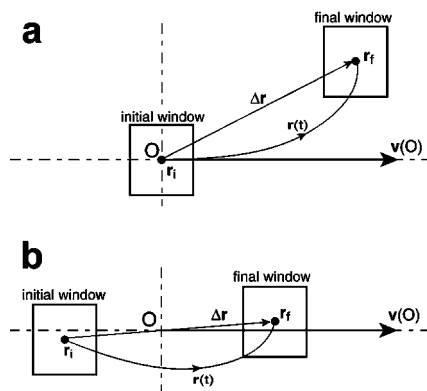 a
final window
r_f
Δr
initial window
O
r(t)
r_i
v(O)
b
final window
initial window
O
Δr
r_f
v(O)
r_i
r(t)